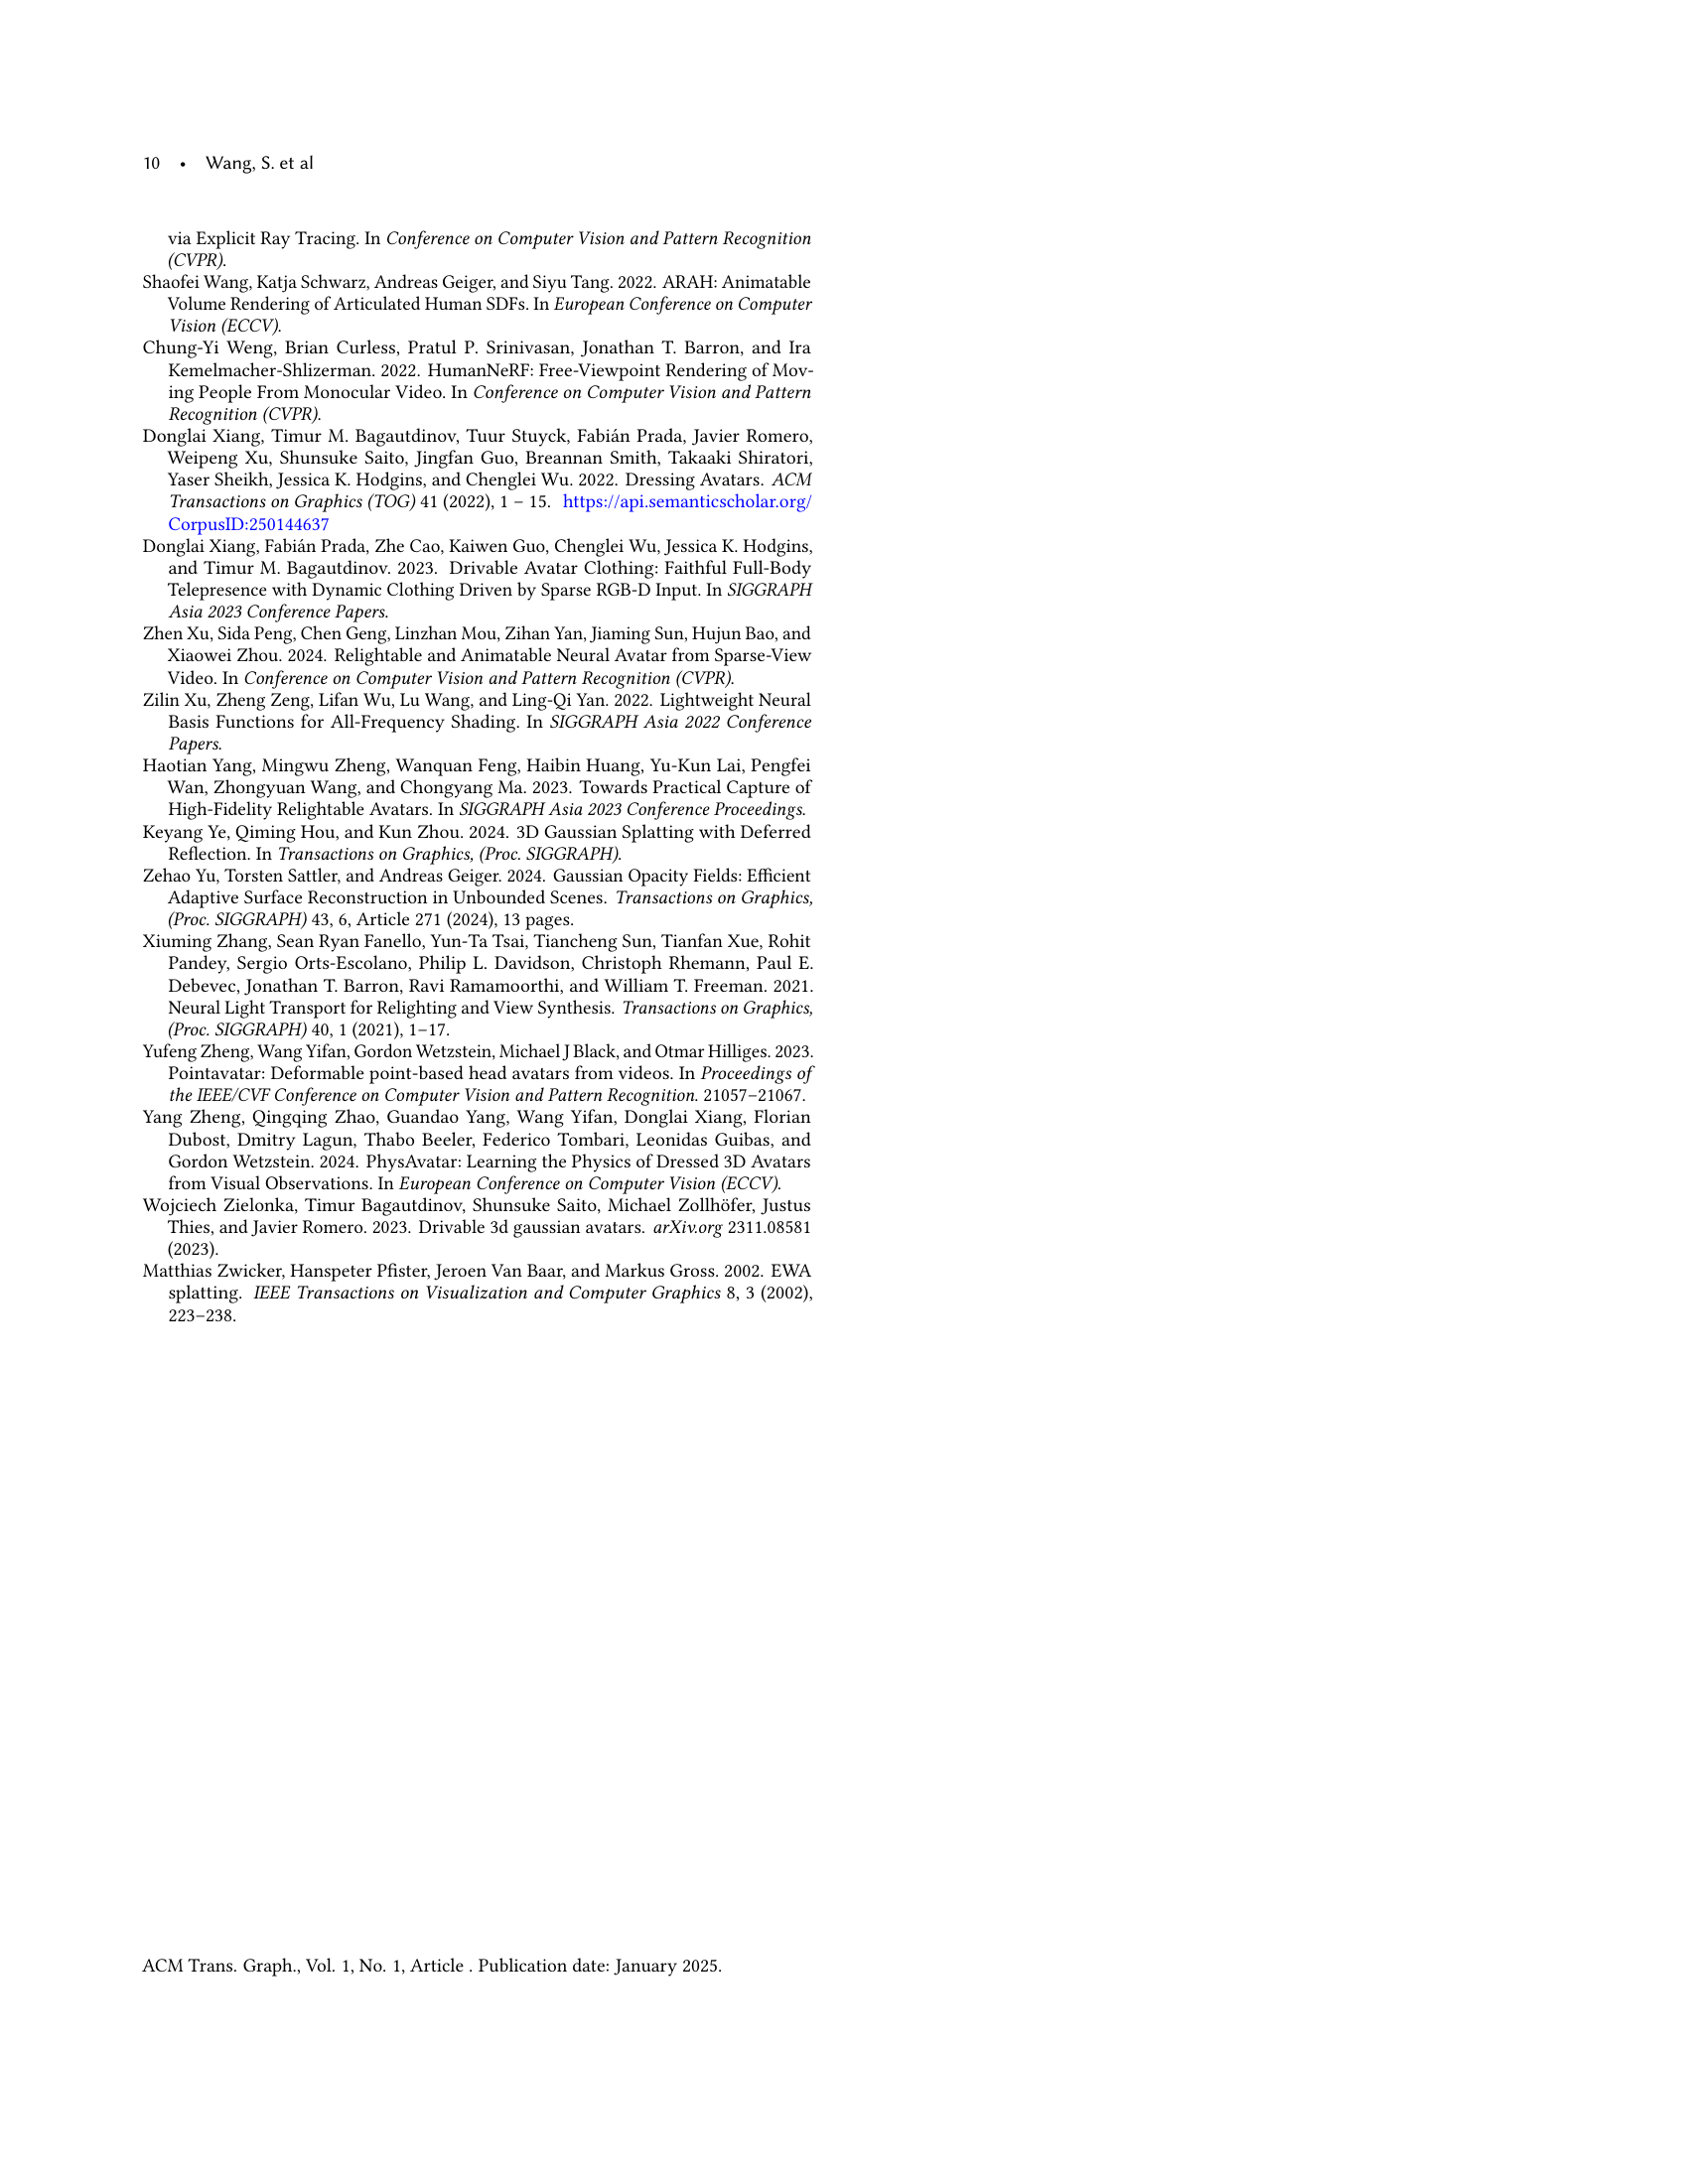 10 • Wang, S. et al
via Explicit Ray Tracing. In Conference on Computer Vision and Pattern Recognition
(CVPR).
Shaofei Wang, Katja Schwarz, Andreas Geiger, and Siyu Tang. 2022. ARAH: Animatable
Volume Rendering of Articulated Human SDFs. In European Conference on Computer
Vision (ECCV).
Chung-Yi Weng, Brian Curless, Pratul P. Srinivasan, Jonathan T. Barron, and Ira
Kemelmacher-Shlizerman. 2022. HumanNeRF: Free-Viewpoint Rendering of Mov-
ing People From Monocular Video. In Conference on Computer Vision and Pattern
Recognition (CVPR).
Donglai Xiang, Timur M. Bagautdinov, Tuur Stuyck, Fabián Prada, Javier Romero,
Weipeng Xu, Shunsuke Saito, Jingfan Guo, Breannan Smith, Takaaki Shiratori,
Yaser Sheikh, Jessica K. Hodgins, and Chenglei Wu. 2022. Dressing Avatars. ACM
Transactions on Graphics (TOG) 41 (2022), 1 – 15. https://api.semanticscholar.org/
CorpusID:250144637
Donglai Xiang, Fabián Prada, Zhe Cao, Kaiwen Guo, Chenglei Wu, Jessica K. Hodgins,
and Timur M. Bagautdinov. 2023. Drivable Avatar Clothing: Faithful Full-Body
Telepresence with Dynamic Clothing Driven by Sparse RGB-D Input. In SIGGRAPH
Asia 2023 Conference Papers.
Zhen Xu, Sida Peng, Chen Geng, Linzhan Mou, Zihan Yan, Jiaming Sun, Hujun Bao, and
Xiaowei Zhou. 2024. Relightable and Animatable Neural Avatar from Sparse-View
Video. In Conference on Computer Vision and Pattern Recognition (CVPR).
Zilin Xu, Zheng Zeng, Lifan Wu, Lu Wang, and Ling-Qi Yan. 2022. Lightweight Neural
Basis Functions for All-Frequency Shading. In SIGGRAPH Asia 2022 Conference
Papers.
Haotian Yang, Mingwu Zheng, Wanquan Feng, Haibin Huang, Yu-Kun Lai, Pengfei
Wan, Zhongyuan Wang, and Chongyang Ma. 2023. Towards Practical Capture of
High-Fidelity Relightable Avatars. In SIGGRAPH Asia 2023 Conference Proceedings.
Keyang Ye, Qiming Hou, and Kun Zhou. 2024. 3D Gaussian Splatting with Deferred
Reflection. In Transactions on Graphics, (Proc. SIGGRAPH).
Zehao Yu, Torsten Sattler, and Andreas Geiger. 2024. Gaussian Opacity Fields: Efficient
Adaptive Surface Reconstruction in Unbounded Scenes. Transactions on Graphics,
(Proc. SIGGRAPH) 43, 6, Article 271 (2024), 13 pages.
Xiuming Zhang, Sean Ryan Fanello, Yun-Ta Tsai, Tiancheng Sun, Tianfan Xue, Rohit
Pandey, Sergio Orts-Escolano, Philip L. Davidson, Christoph Rhemann, Paul E.
Debevec, Jonathan T. Barron, Ravi Ramamoorthi, and William T. Freeman. 2021.
Neural Light Transport for Relighting and View Synthesis. Transactions on Graphics,
(Proc. SIGGRAPH) 40, 1 (2021), 1–17.
Yufeng Zheng, Wang Yifan, Gordon Wetzstein, Michael J Black, and Otmar Hilliges. 2023.
Pointavatar: Deformable point-based head avatars from videos. In Proceedings of
the IEEE/CVF Conference on Computer Vision and Pattern Recognition. 21057–21067.
Yang Zheng, Qingqing Zhao, Guandao Yang, Wang Yifan, Donglai Xiang, Florian
Dubost, Dmitry Lagun, Thabo Beeler, Federico Tombari, Leonidas Guibas, and
Gordon Wetzstein. 2024. PhysAvatar: Learning the Physics of Dressed 3D Avatars
from Visual Observations. In European Conference on Computer Vision (ECCV).
Wojciech Zielonka, Timur Bagautdinov, Shunsuke Saito, Michael Zollhöfer, Justus
Thies, and Javier Romero. 2023. Drivable 3d gaussian avatars. arXiv.org 2311.08581
(2023).
Matthias Zwicker, Hanspeter Pfister, Jeroen Van Baar, and Markus Gross. 2002. EWA
splatting. IEEE Transactions on Visualization and Computer Graphics 8, 3 (2002),
223–238.
ACM Trans. Graph., Vol. 1, No. 1, Article . Publication date: January 2025.